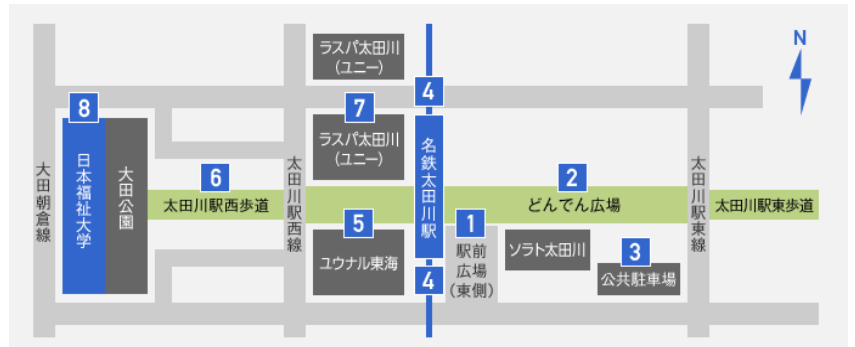 N
ラスパ太田川
(ユニー)
4
8
7
ラスパ太田川
(ユニー)
名鉄太田川駅
大田朝倉線
日本福祉大学
大田公園
6
太田川駅西歩道
太田川駅西線
2
どんでん広場
太田川駅東線
太田川駅東歩道
5
ユウナル東海
1
駅前
広場
(東側)
ソラト太田川
3
公共駐車場
4